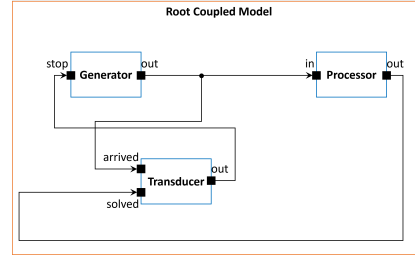 Root Coupled Model
stop
Generator
out
in
Processor
out
arrived
Transducer
out
solved